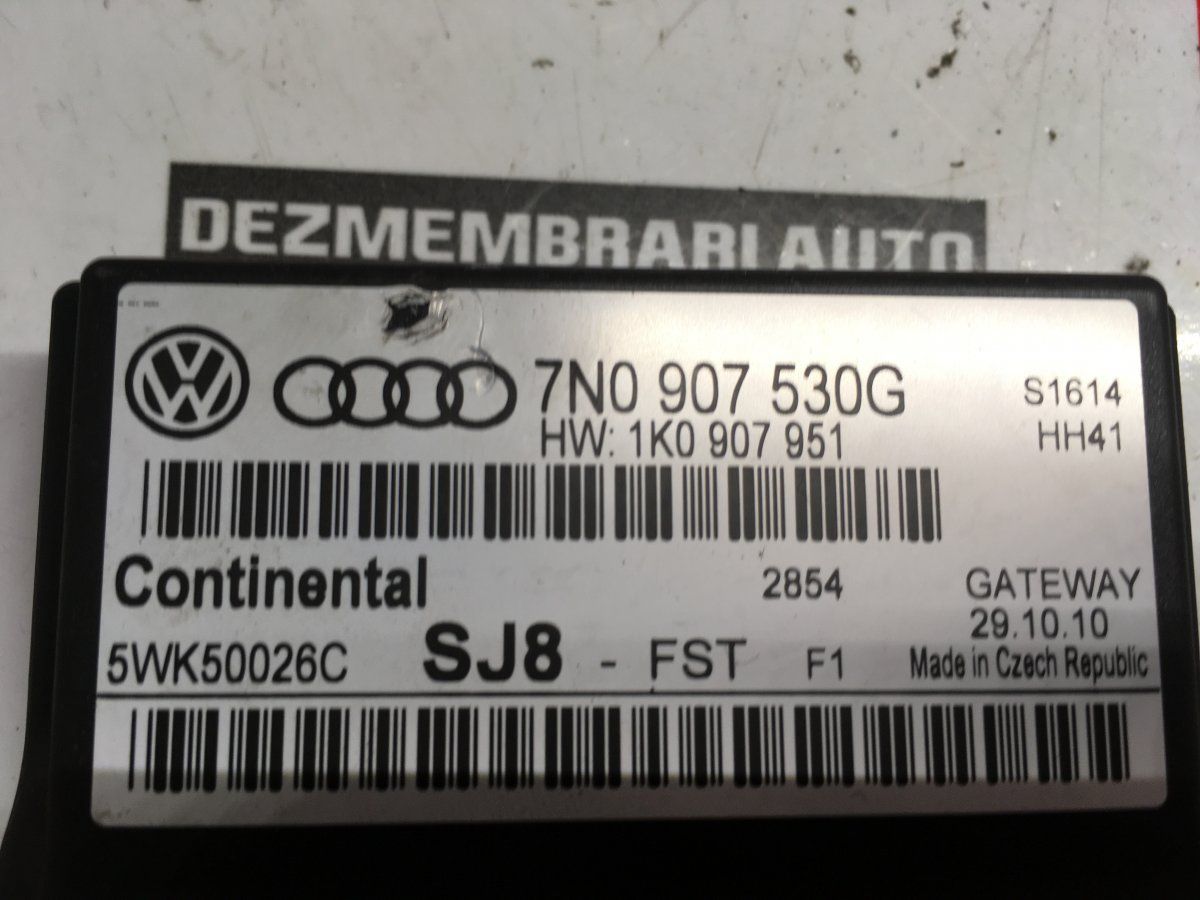 DEZMEMBRARI AUTO
7N0 907 530G
S1614
HW: 1K0 907 951
HH41
Continental
2854
GATEWAY
29.10.10
5WK50026C
SJ8 - FST
F1
Made in Czech Republic